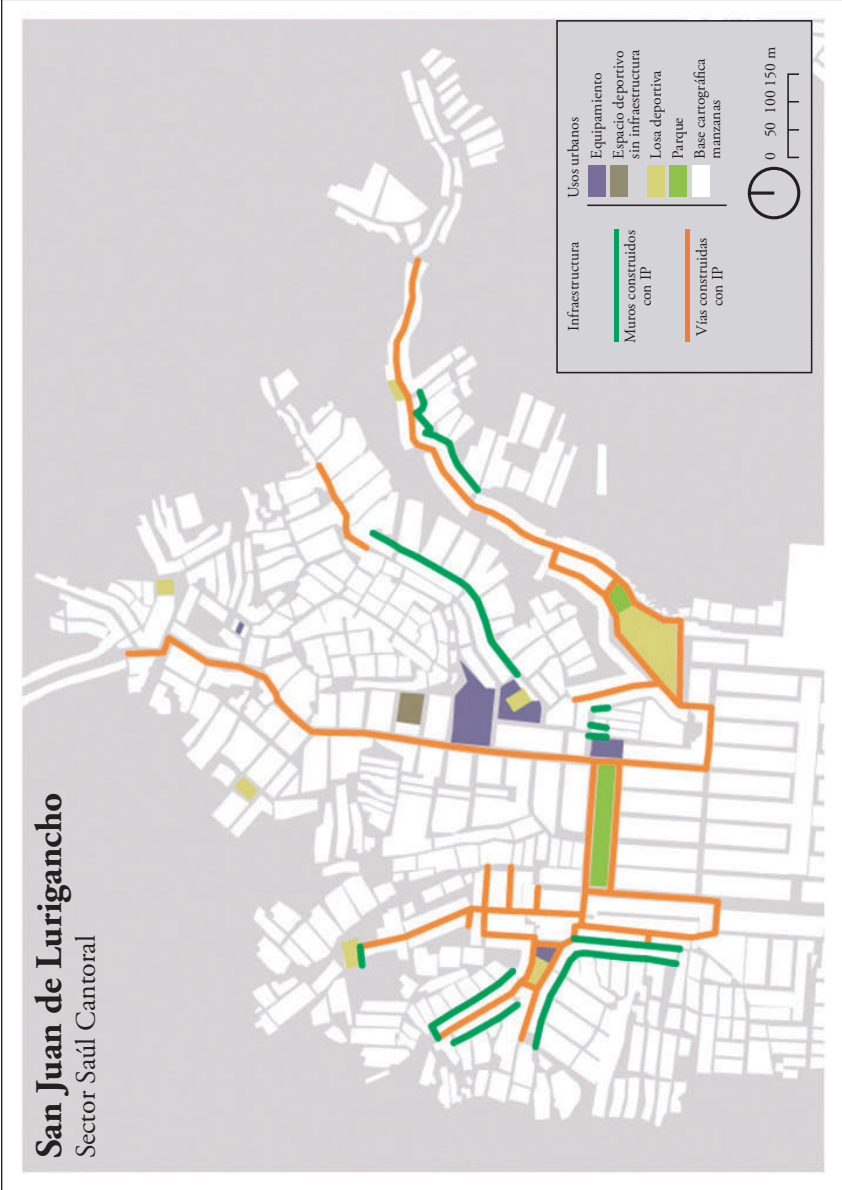 San Juan de Lurigancho
Sector Saúl Cantoral
Infraestructura
Muros construidos
con IP
Vías construidas
con IP
Usos urbanos
Equipamiento
Espacio deportivo
sin infraestructura
Losa deportiva
Parque
Base cartográfica
manzanas
0 50 100 150 m